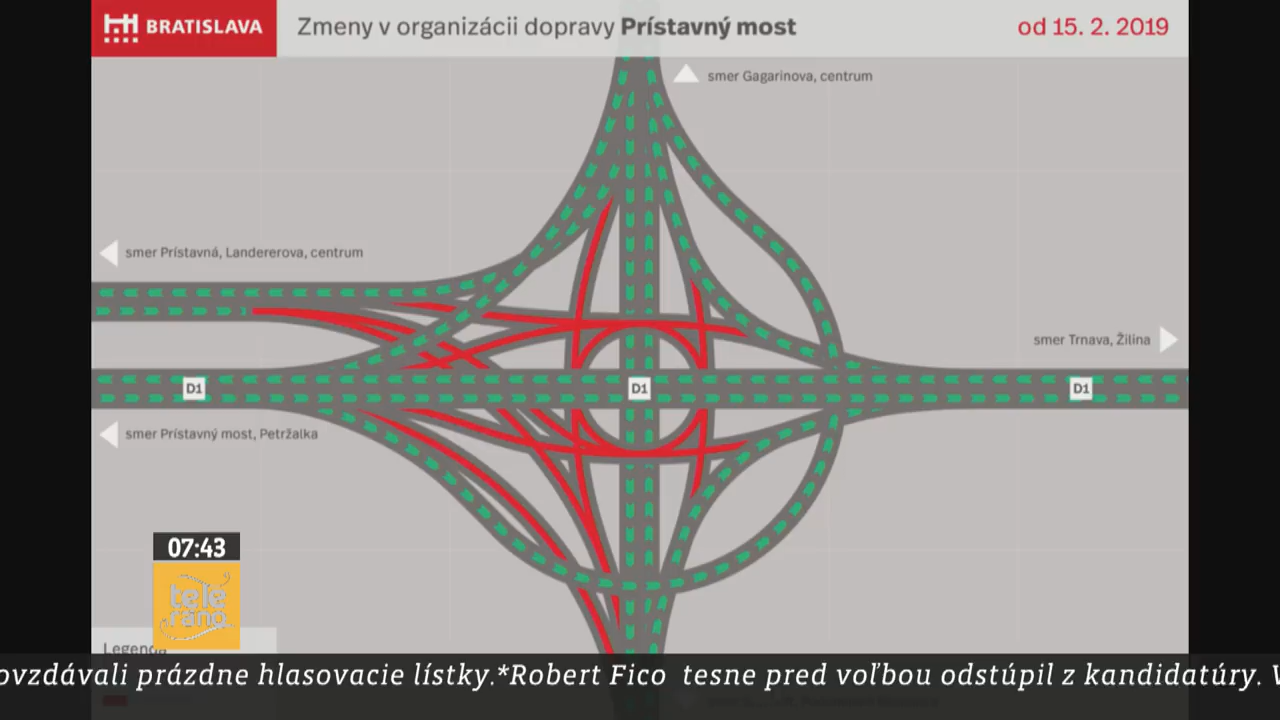 BRATISLAVA
Zmeny v organizácii dopravy Prístavný most
od 15. 2. 2019
smer Gagarinova, centrum
smer Prístavná, Landererova, centrum
smer Trnava, Žilina
D1
D1
D1
smer Prístavný most, Petržalka
07:43
tele
ráno
Legenda
ovzdávali prázdne hlasovacie lístky.*Robert Fico tesne pred voľbou odstúpil z kandidatúry. V